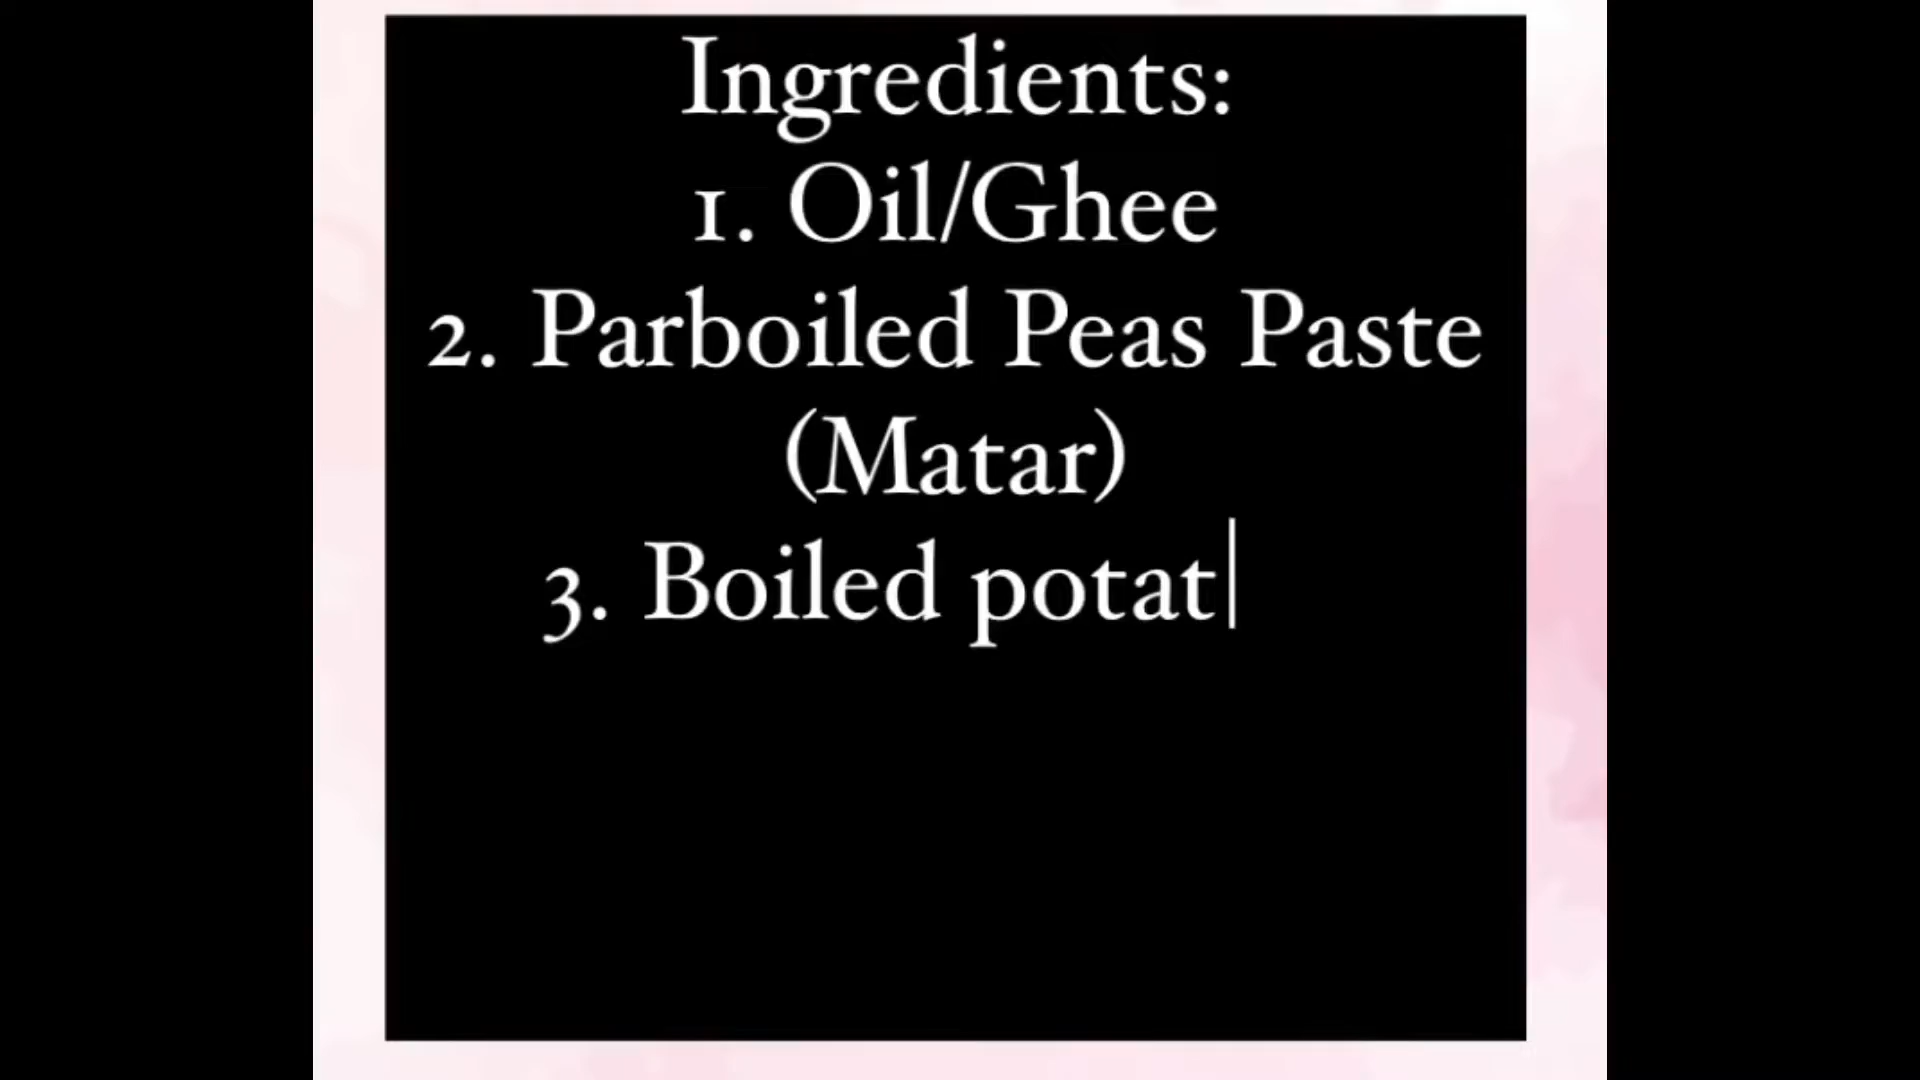 Ingredients:
1. Oil/Ghee
2. Parboiled Peas Paste
(Matar)
3. Boiled potat